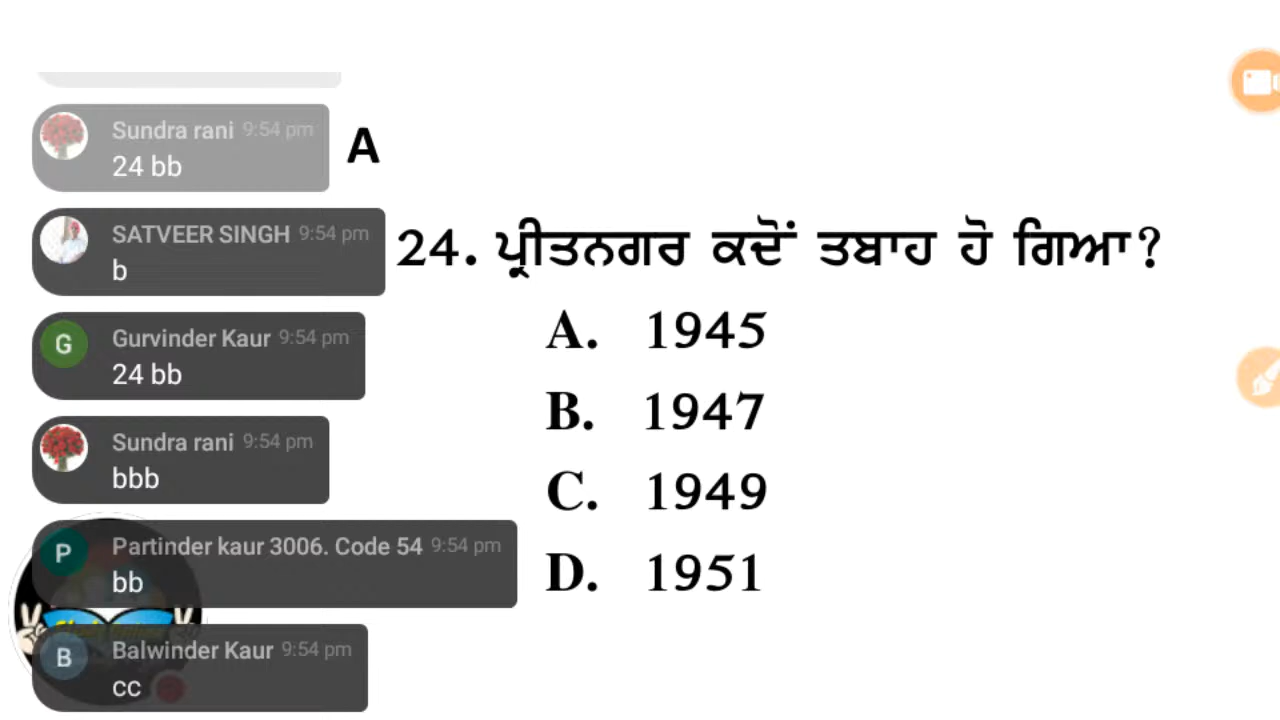 Sundra rani 9:54 pm
24 bb
A
SATVEER SINGH 9:54 pm
b
24. ਪ੍ਰੀਤਨਗਰ ਕਦੋਂ ਤਬਾਹ ਹੋ ਗਿਆ?
Gurvinder Kaur 9:54 pm
24 bb
A. 1945
B. 1947
Sundra rani 9:54 pm
bbb
C. 1949
Partinder kaur 3006. Code 54 9:54 pm
bb
D. 1951
Balwinder Kaur 9:54 pm
cc
G
P
B